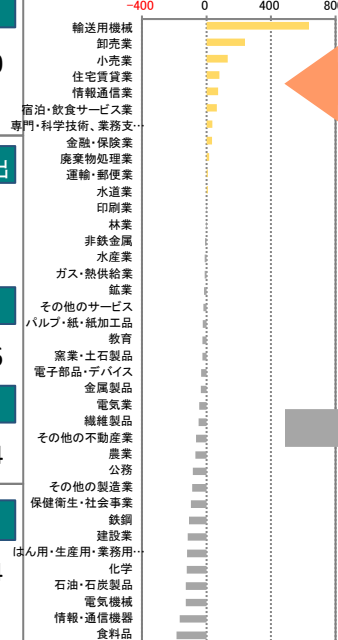 -400 0 400 80
輸送用機械
卸売業
小売業
住宅賃貸業
情報通信業
宿泊・飲食サービス業
専門・科学技術、業務支…
金融・保険業
廃棄物処理業
運輸・郵便業
水道業
印刷業
林業
非鉄金属
水産業
ガス・熱供給業
鉱業
その他のサービス
パルプ・紙・紙加工品
教育
窯業・土石製品
電子部品・デバイス
金属製品
電気業
繊維製品
その他の不動産業
農業
公務
その他の製造業
保健衛生・社会事業
鉄鋼
建設業
はん用・生産用・業務用…
化学
石油・石炭製品
電気機械
情報・通信機器
食料品
出